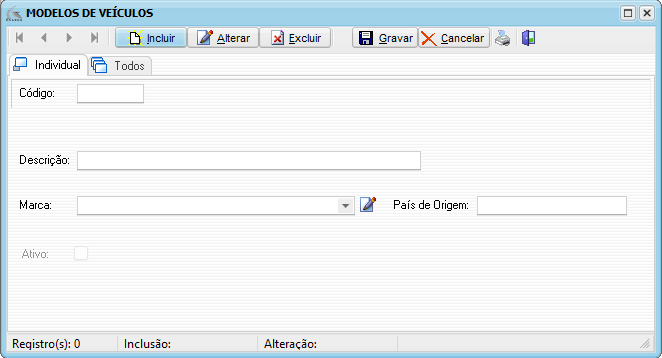 MODELOS DE VEÍCULOS
Incluir Alterar Excluir Gravar Cancelar
Individual Todos
Código:
Descrição:
Marca: País de Origem:
Ativo:
Registro(s): 0 Inclusão: Alteração: